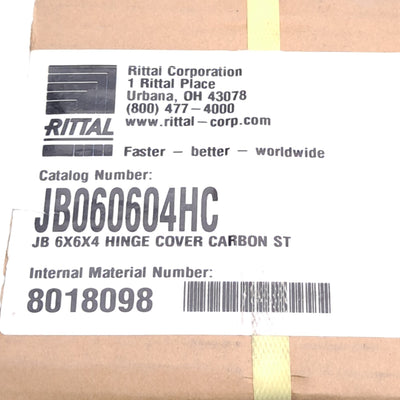 Rittal Corporation
1 Rittal Place
Urbana, OH 43078
(800) 477-4000
www.rittal-corp.com
RITTAL
Faster - better - worldwide
Catalog Number:
JB060604HC
JB 6X6X4 HINGE COVER CARBON ST
Internal Material Number:
8018098